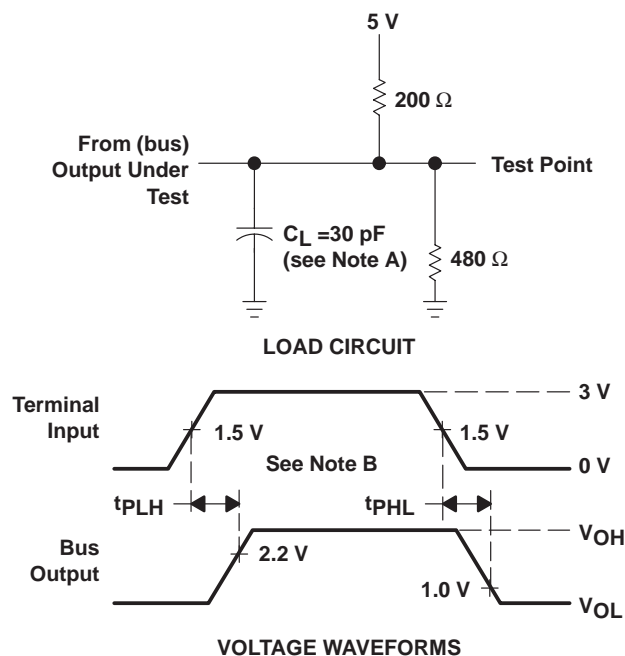 5 V
200 Ω
From (bus)
Output Under
Test
Test Point
CL =30 pF
(see Note A)
480 Ω
LOAD CIRCUIT
Terminal
Input
3 V
1.5 V
1.5 V
See Note B
0 V
tPLH
tPHL
Bus
Output
VOH
2.2 V
1.0 V
VOL
VOLTAGE WAVEFORMS